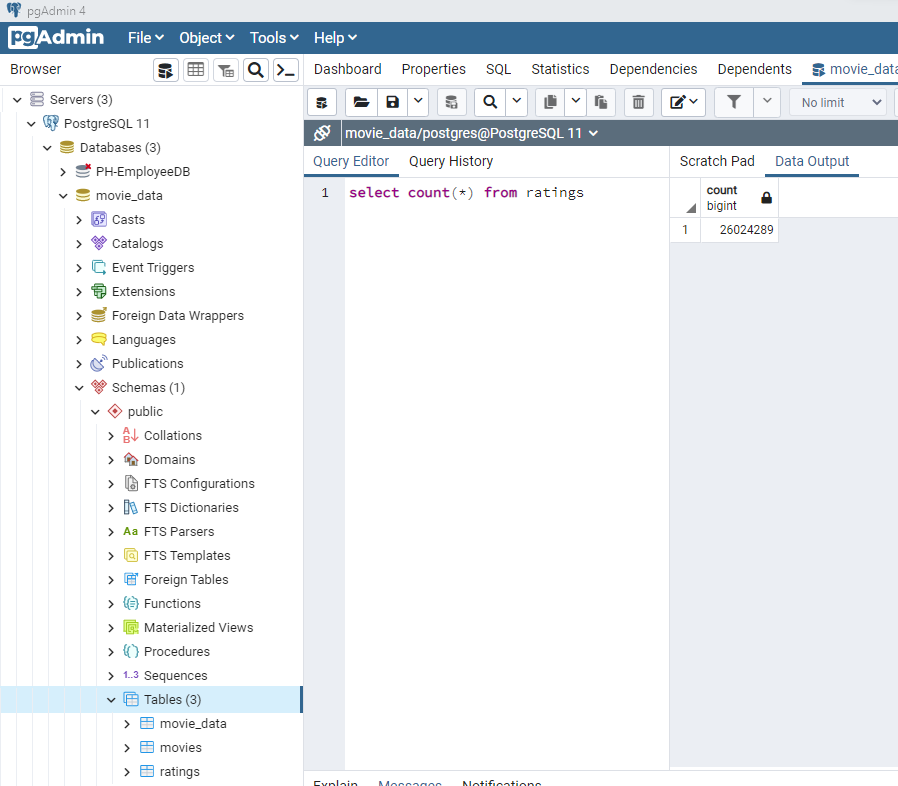 pgAdmin 4
pgAdmin File Object Tools Help
Browser
Dashboard Properties SQL Statistics Dependencies Dependents movie_data
No limit
movie_data/postgres@PostgreSQL 11
Query Editor Query History
Scratch Pad Data Output
1 select count(*) from ratings
count
bigint
1 26024289
Servers (3)
PostgreSQL 11
Databases (3)
PH-EmployeeDB
movie_data
Casts
Catalogs
Event Triggers
Extensions
Foreign Data Wrappers
Languages
Publications
Schemas (1)
public
Collations
Domains
FTS Configurations
FTS Dictionaries
Aa FTS Parsers
FTS Templates
Foreign Tables
Functions
Materialized Views
Procedures
1..3 Sequences
Tables (3)
movie_data
movies
ratings
Explain Messages Notifications